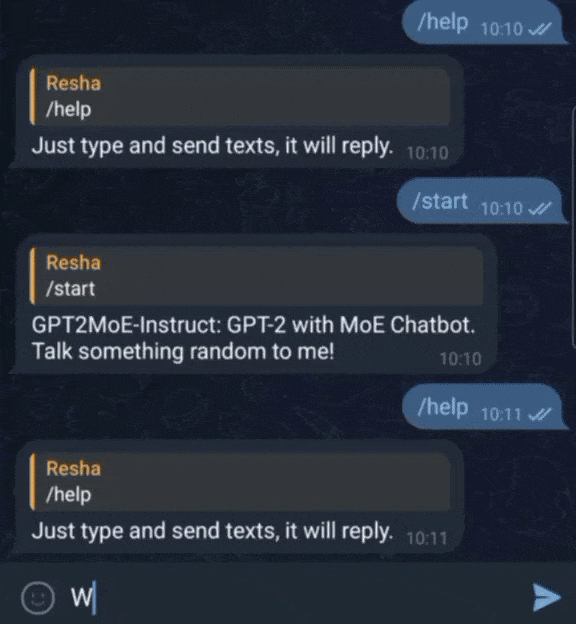 /help 10:10
Resha
/help
Just type and send texts, it will reply. 10:10
/start 10:10
Resha
/start
GPT2MoE-Instruct: GPT-2 with MoE Chatbot.
Talk something random to me! 10:10
/help 10:11
Resha
/help
Just type and send texts, it will reply. 10:11
W